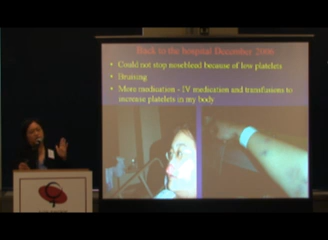 Back to the hospital December 2006
• Could not stop nosebleed because of low platelets
• Bruising
• More medication - IV medication and transfusions to
increase platelets in my body